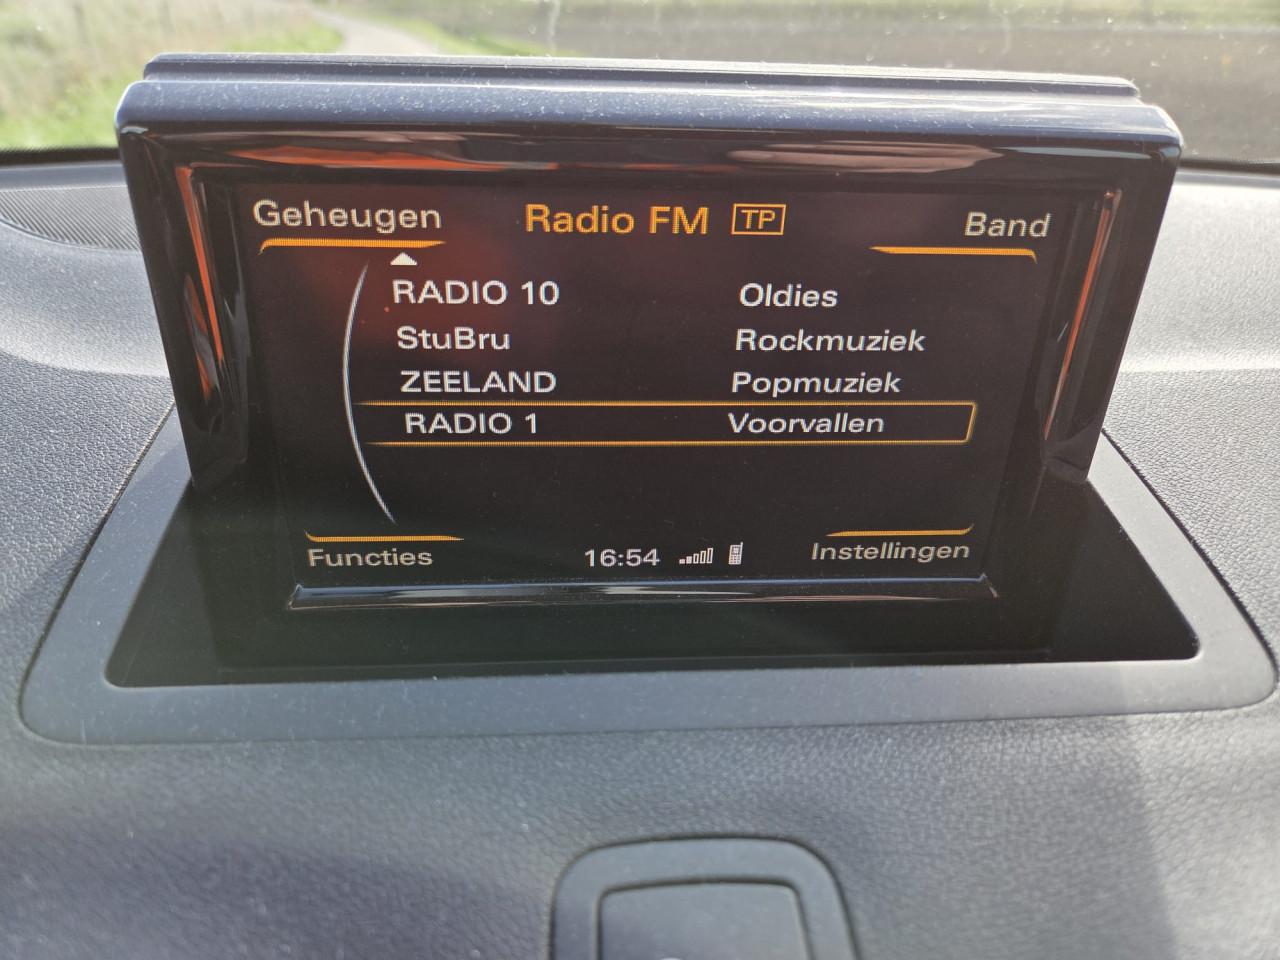 Geheugen Radio FM TP Band
RADIO 10 Oldies
StuBru Rockmuziek
ZEELAND Popmuziek
RADIO 1 Voorvallen
Functies 16:54 Instellingen